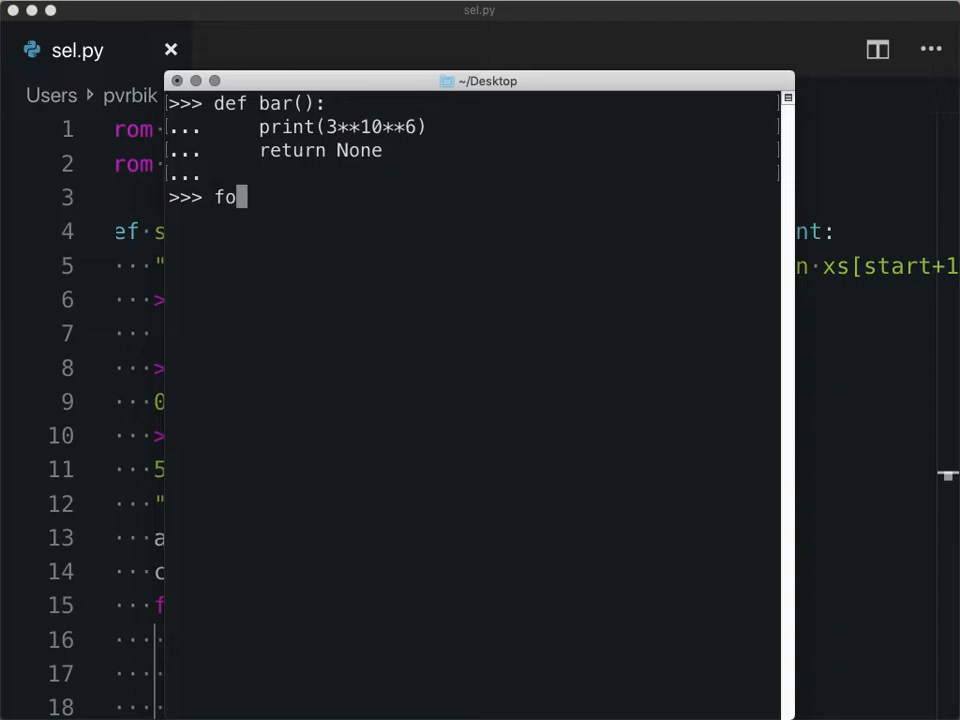 sel.py
sel.py
~/Desktop
Users pvrbik
>>> def bar():
...     print(3**10**6)
...     return None
...
>>> fo
1 rom
2 rom
3
4 ef s nt:
5 ···" n·xs[start+1
6 ···>
7 ···
8 ···>
9 ···0
10 ···>
11 ···5
12 ···"
13 ···a
14 ···c
15 ···f
16 ···
17 ···
18 ···